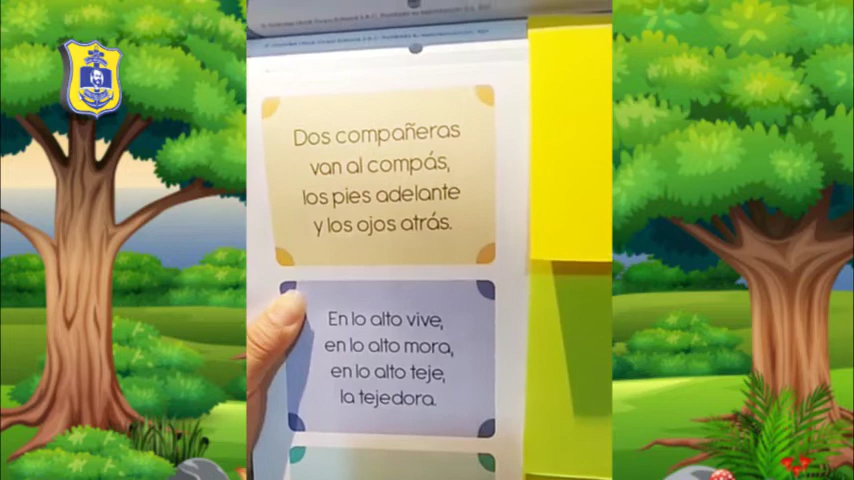 Dos compañeras
van al compás,
los pies adelante
y los ojos atrás.
En lo alto vive,
en lo alto mora,
en lo alto teje,
la tejedora.